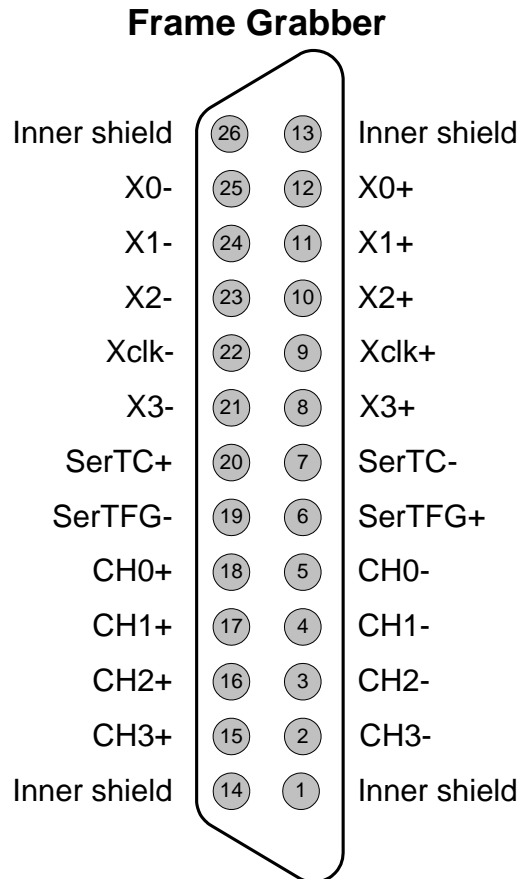 Frame Grabber
Inner shield 26 13 Inner shield
X0- 25 12 X0+
X1- 24 11 X1+
X2- 23 10 X2+
Xclk- 22 9 Xclk+
X3- 21 8 X3+
SerTC+ 20 7 SerTC-
SerTFG- 19 6 SerTFG+
CH0+ 18 5 CH0-
CH1+ 17 4 CH1-
CH2+ 16 3 CH2-
CH3+ 15 2 CH3-
Inner shield 14 1 Inner shield